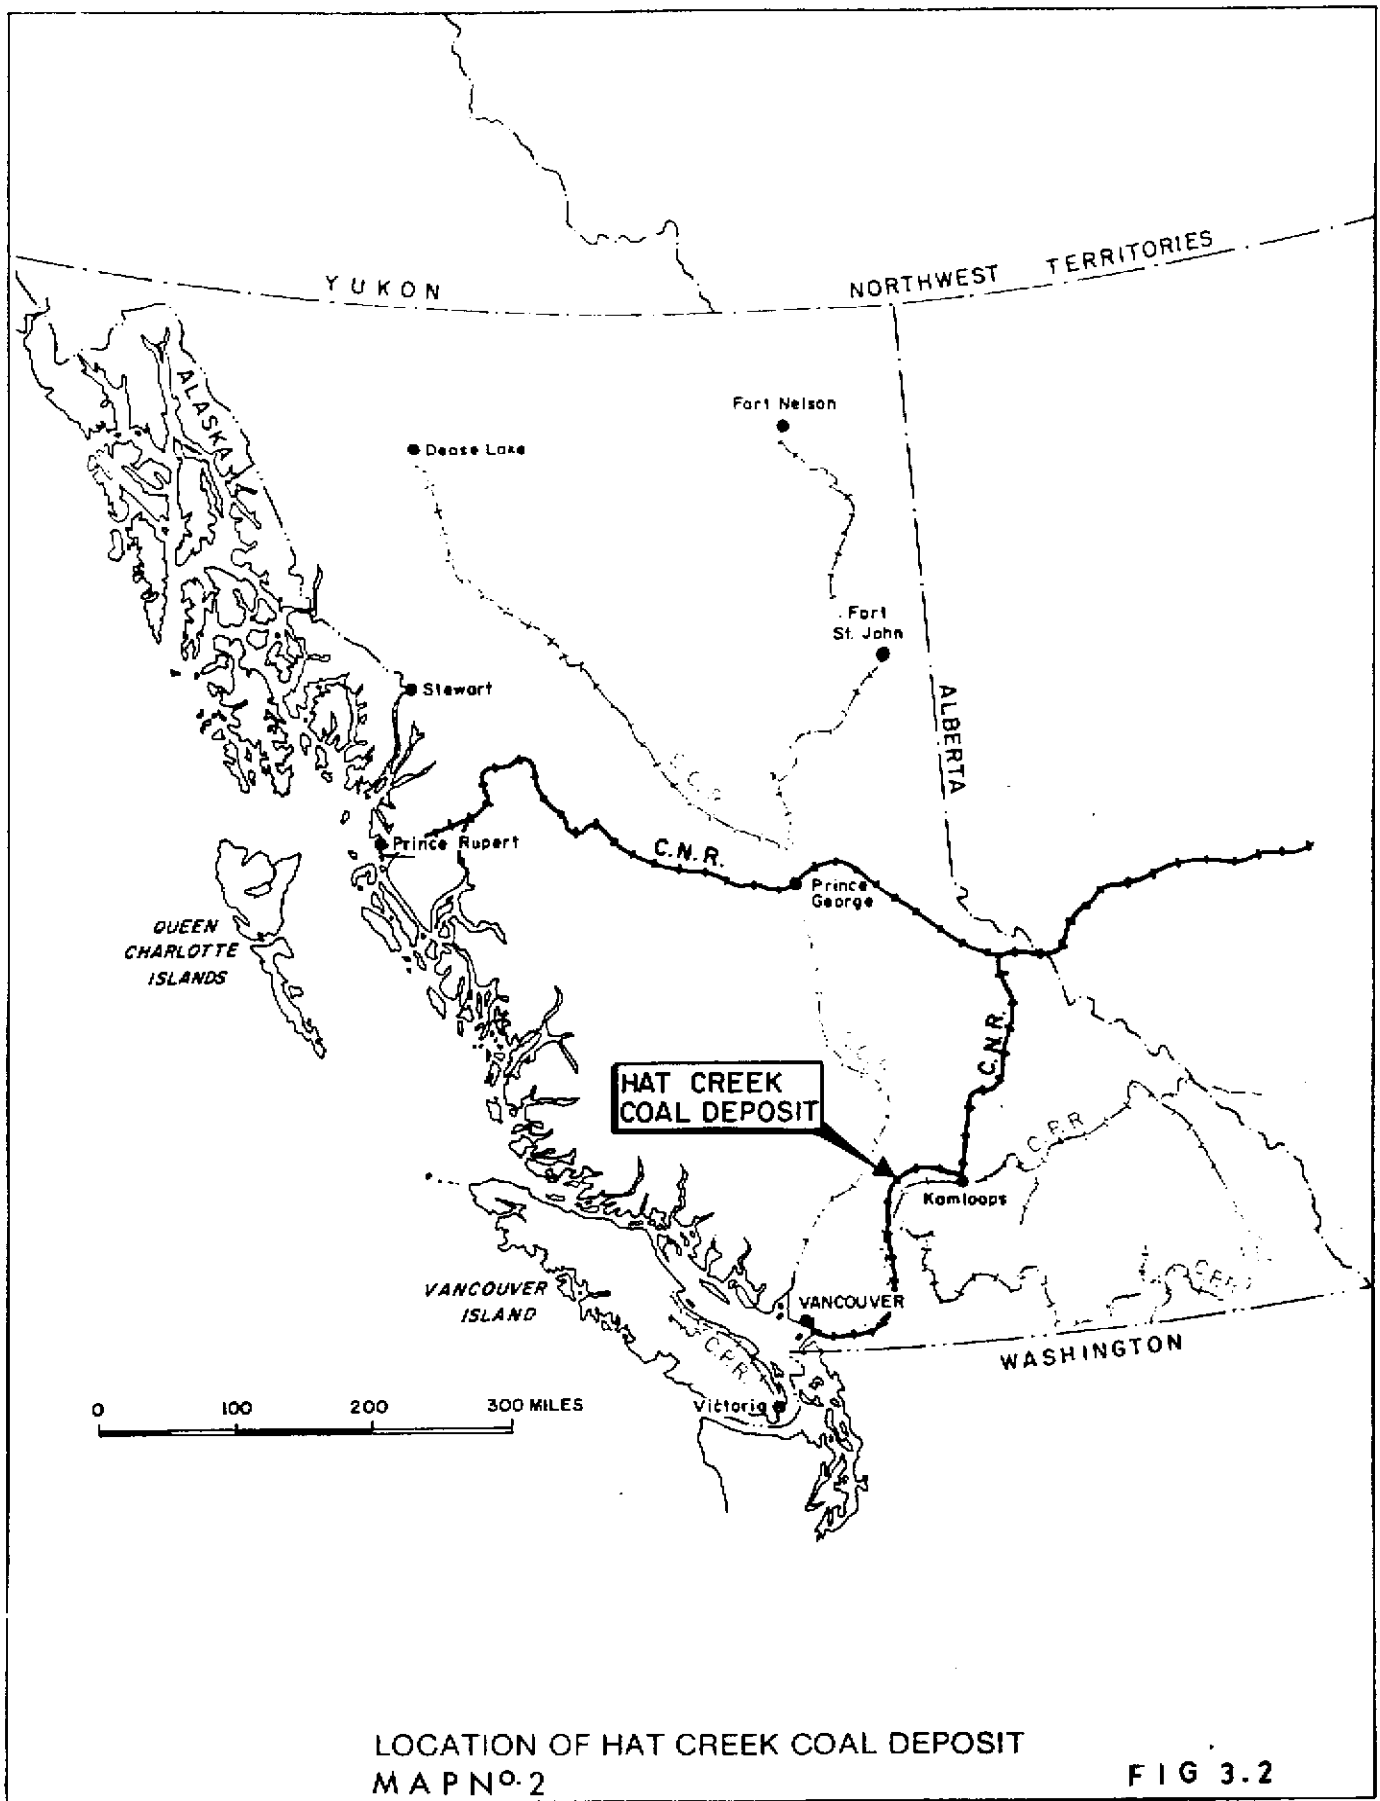 YUKON
NORTHWEST TERRITORIES
ALASKA
Fort Nelson
Dease Lake
Fort
St. John
Stewart
ALBERTA
Prince Rupert
C.N.R.
Prince
George
QUEEN
CHARLOTTE
ISLANDS
C.N.R.
HAT CREEK
COAL DEPOSIT
C.P.R
Kamloops
VANCOUVER
ISLAND
VANCOUVER
WASHINGTON
C.P.R.
Victoria
0 100 200 300 MILES
LOCATION OF HAT CREEK COAL DEPOSIT
MAP No. 2
FIG 3.2